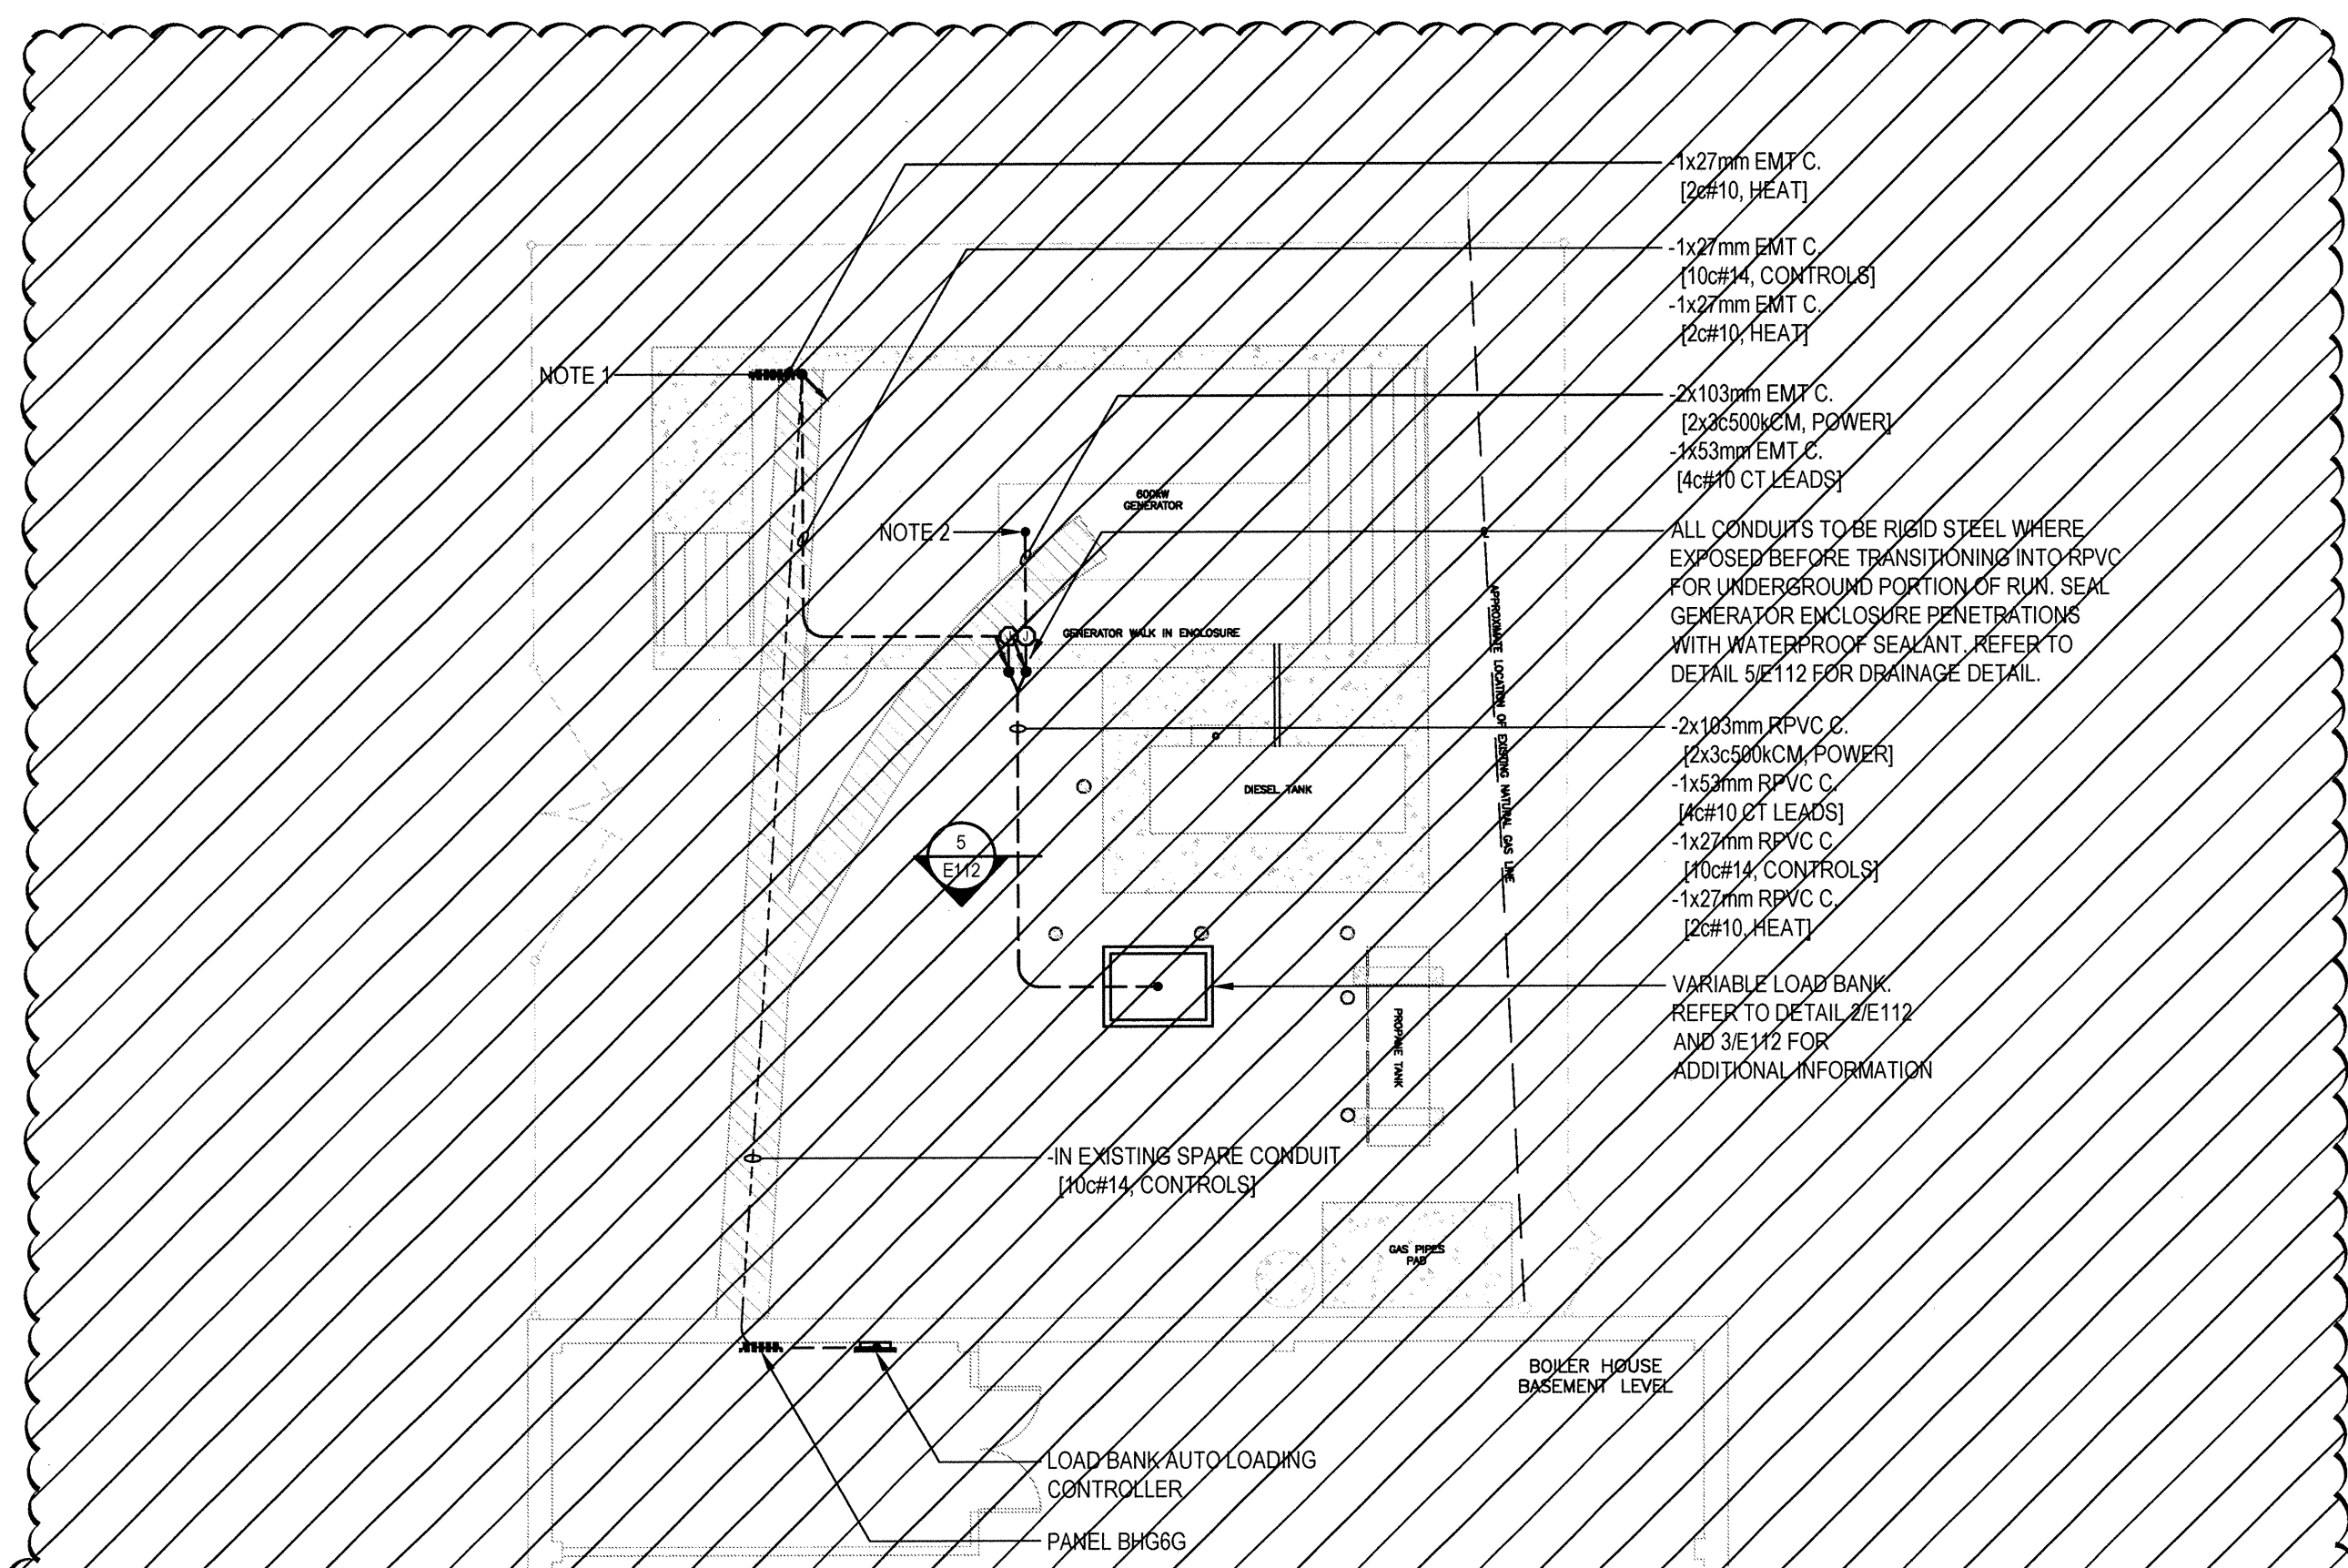 -1x27mm EMT C.
[2c#10, HEAT]
-1x27mm EMT C.
[10c#14, CONTROLS]
-1x27mm EMT C.
[2c#10, HEAT]
NOTE 1
-2x103mm EMT C.
[2x3c500kCM, POWER]
-1x53mm EMT C.
[4c#10 CT LEADS]
600kW
GENERATOR
NOTE 2
ALL CONDUITS TO BE RIGID STEEL WHERE
EXPOSED BEFORE TRANSITIONING INTO RPVC
FOR UNDERGROUND PORTION OF RUN. SEAL
GENERATOR ENCLOSURE PENETRATIONS
WITH WATERPROOF SEALANT. REFER TO
DETAIL 5/E112 FOR DRAINAGE DETAIL.
J J
GENERATOR WALK IN ENCLOSURE
APPROXIMATE LOCATION OF EXISTING NATURAL GAS LINE
-2x103mm RPVC C.
[2x3c500kCM, POWER]
-1x53mm RPVC C.
[4c#10 CT LEADS]
-1x27mm RPVC C.
[10c#14, CONTROLS]
-1x27mm RPVC C.
[2c#10, HEAT]
DIESEL TANK
5
E112
VARIABLE LOAD BANK.
REFER TO DETAIL 2/E112
AND 3/E112 FOR
ADDITIONAL INFORMATION
PROPANE TANK
-IN EXISTING SPARE CONDUIT
[10c#14, CONTROLS]
GAS PIPES
PAD
BOILER HOUSE
BASEMENT LEVEL
LOAD BANK AUTO LOADING
CONTROLLER
PANEL BHG6G